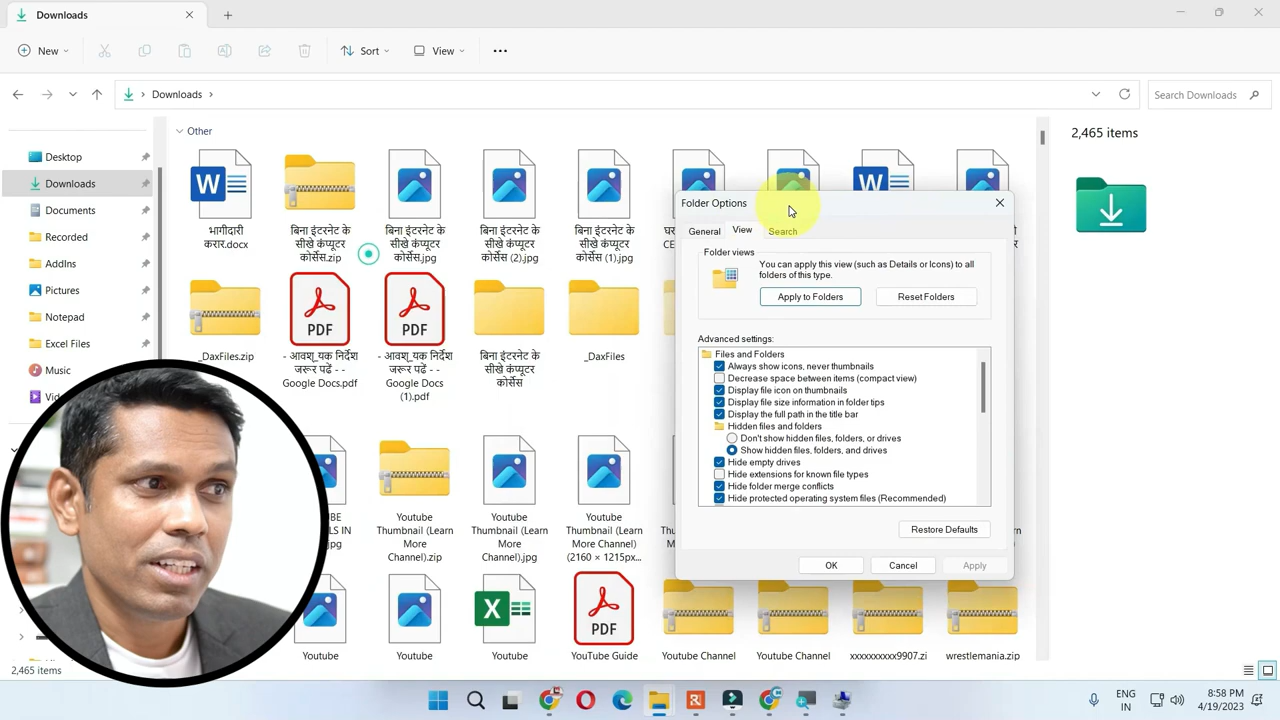 Downloads
New
Sort
View
Downloads
Search Downloads
Desktop
Downloads
Documents
Recorded
AddIns
Pictures
Notepad
Excel Files
Music
Other
भागीदारी
करार.docx
बिना इंटरनेट के
सीखे कंप्यूटर
कोर्सेस.zip
बिना इंटरनेट के
सीखे कंप्यूटर
कोर्सेस.jpg
बिना इंटरनेट के
सीखे कंप्यूटर
कोर्सेस (2).jpg
बिना इंटरनेट के
सीखे कंप्यूटर
कोर्सेस (1).jpg
_DaxFiles.zip
- आवश्_यक निर्देश
जरूर पढें - -
Google Docs.pdf
- आवश्_यक निर्देश
जरूर पढें - -
Google Docs
(1).pdf
बिना इंटरनेट के
सीखे कंप्यूटर
कोर्सेस
_DaxFiles
Youtube
Thumbnail (Learn
More
Channel).zip
Youtube
Thumbnail (Learn
More
Channel).jpg
Youtube
Thumbnail (Learn
More Channel)
(2160 × 1215px...
Youtube
Youtube
Youtube
YouTube Guide
Youtube Channel
Youtube Channel
xxxxxxxxxx9907.zi
wrestlemania.zip
PDF
PDF
PDF
2,465 items
Folder Options
General
View
Search
Folder views
You can apply this view (such as Details or Icons) to all
folders of this type.
Apply to Folders
Reset Folders
Advanced settings:
Files and Folders
Always show icons, never thumbnails
Decrease space between items (compact view)
Display file icon on thumbnails
Display file size information in folder tips
Display the full path in the title bar
Hidden files and folders
Don't show hidden files, folders, or drives
Show hidden files, folders, and drives
Hide empty drives
Hide extensions for known file types
Hide folder merge conflicts
Hide protected operating system files (Recommended)
Restore Defaults
OK
Cancel
Apply
2,465 items
ENG
IN
8:58 PM
4/19/2023